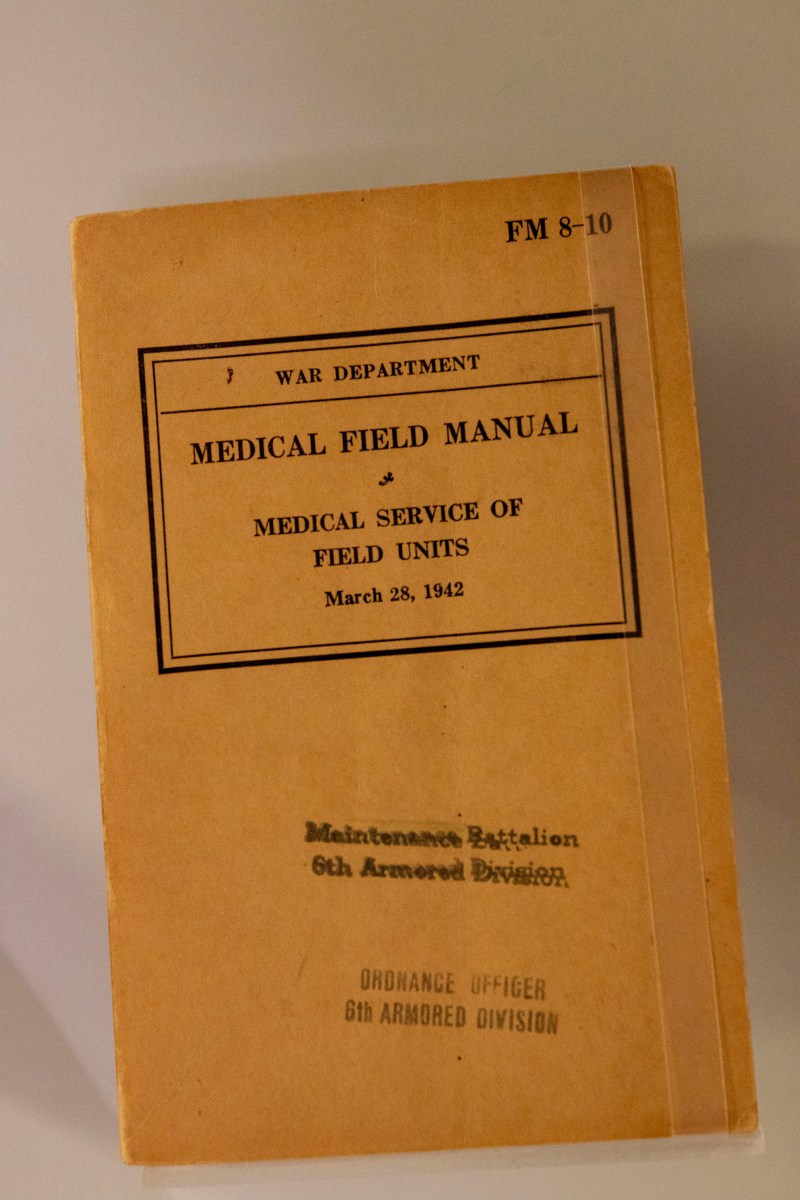 FM 8-10
WAR DEPARTMENT
MEDICAL FIELD MANUAL
MEDICAL SERVICE OF
FIELD UNITS
March 28, 1942
Maintenance Battalion
6th Armored Division
ORDNANCE OFFICER
6th ARMORED DIVISION